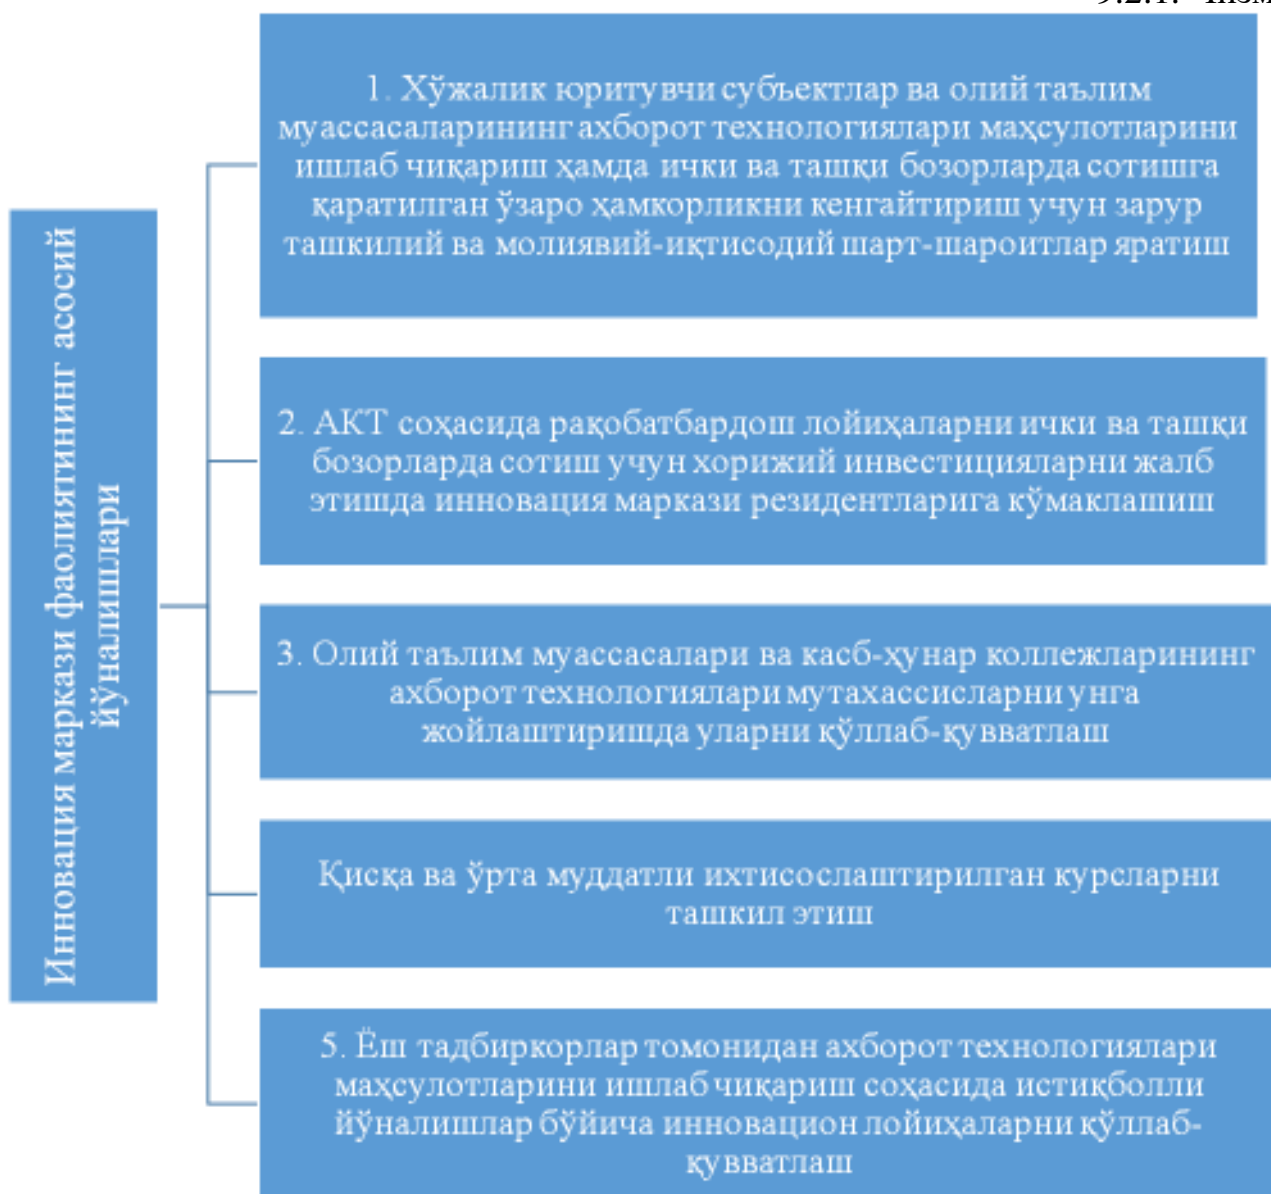 Инновация маркази фаолиятининг асосий
йўналишлари
1. Хўжалик юритувчи субъектлар ва олий таълим
муассасаларининг ахборот технологиялари маҳсулотларини
ишлаб чиқариш ҳамда ички ва ташқи бозорларда сотишга
қаратилган ўзаро ҳамкорликни кенгайтириш учун зарур
ташкилий ва молиявий-иқтисодий шарт-шароитлар яратиш
2. АКТ соҳасида рақобатбардош лойиҳаларни ички ва ташқи
бозорларда сотиш учун хорижий инвестицияларни жалб
этишда инновация маркази резидентларига кўмаклашиш
3. Олий таълим муассасалари ва касб-ҳунар коллежларининг
ахборот технологиялари мутахассисларни унга
жойлаштиришда уларни қўллаб-қувватлаш
Қисқа ва ўрта муддатли ихтисослаштирилган курсларни
ташкил этиш
5. Ёш тадбиркорлар томонидан ахборот технологиялари
маҳсулотларини ишлаб чиқариш соҳасида истиқболли
йўналишлар бўйича инновацион лойиҳаларни қўллаб-
қувватлаш